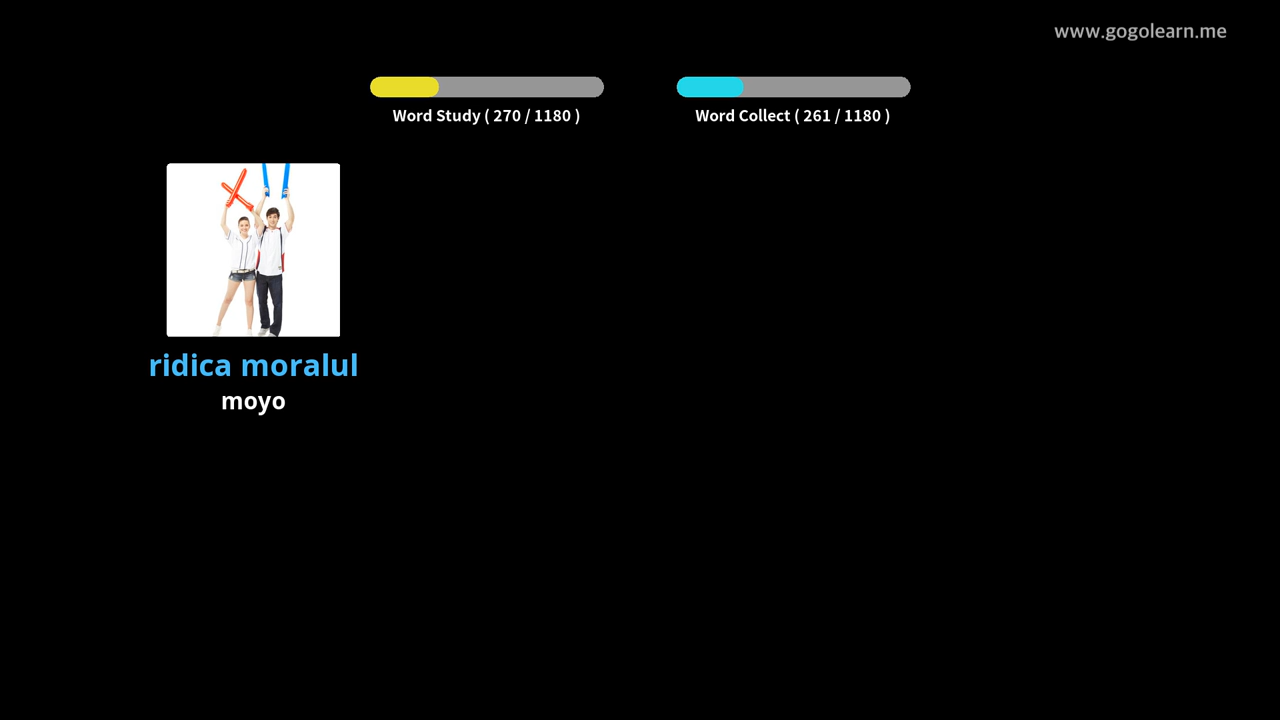 www.gogolearn.me
Word Study ( 270 / 1180 )
Word Collect ( 261 / 1180 )
ridica moralul
moyo